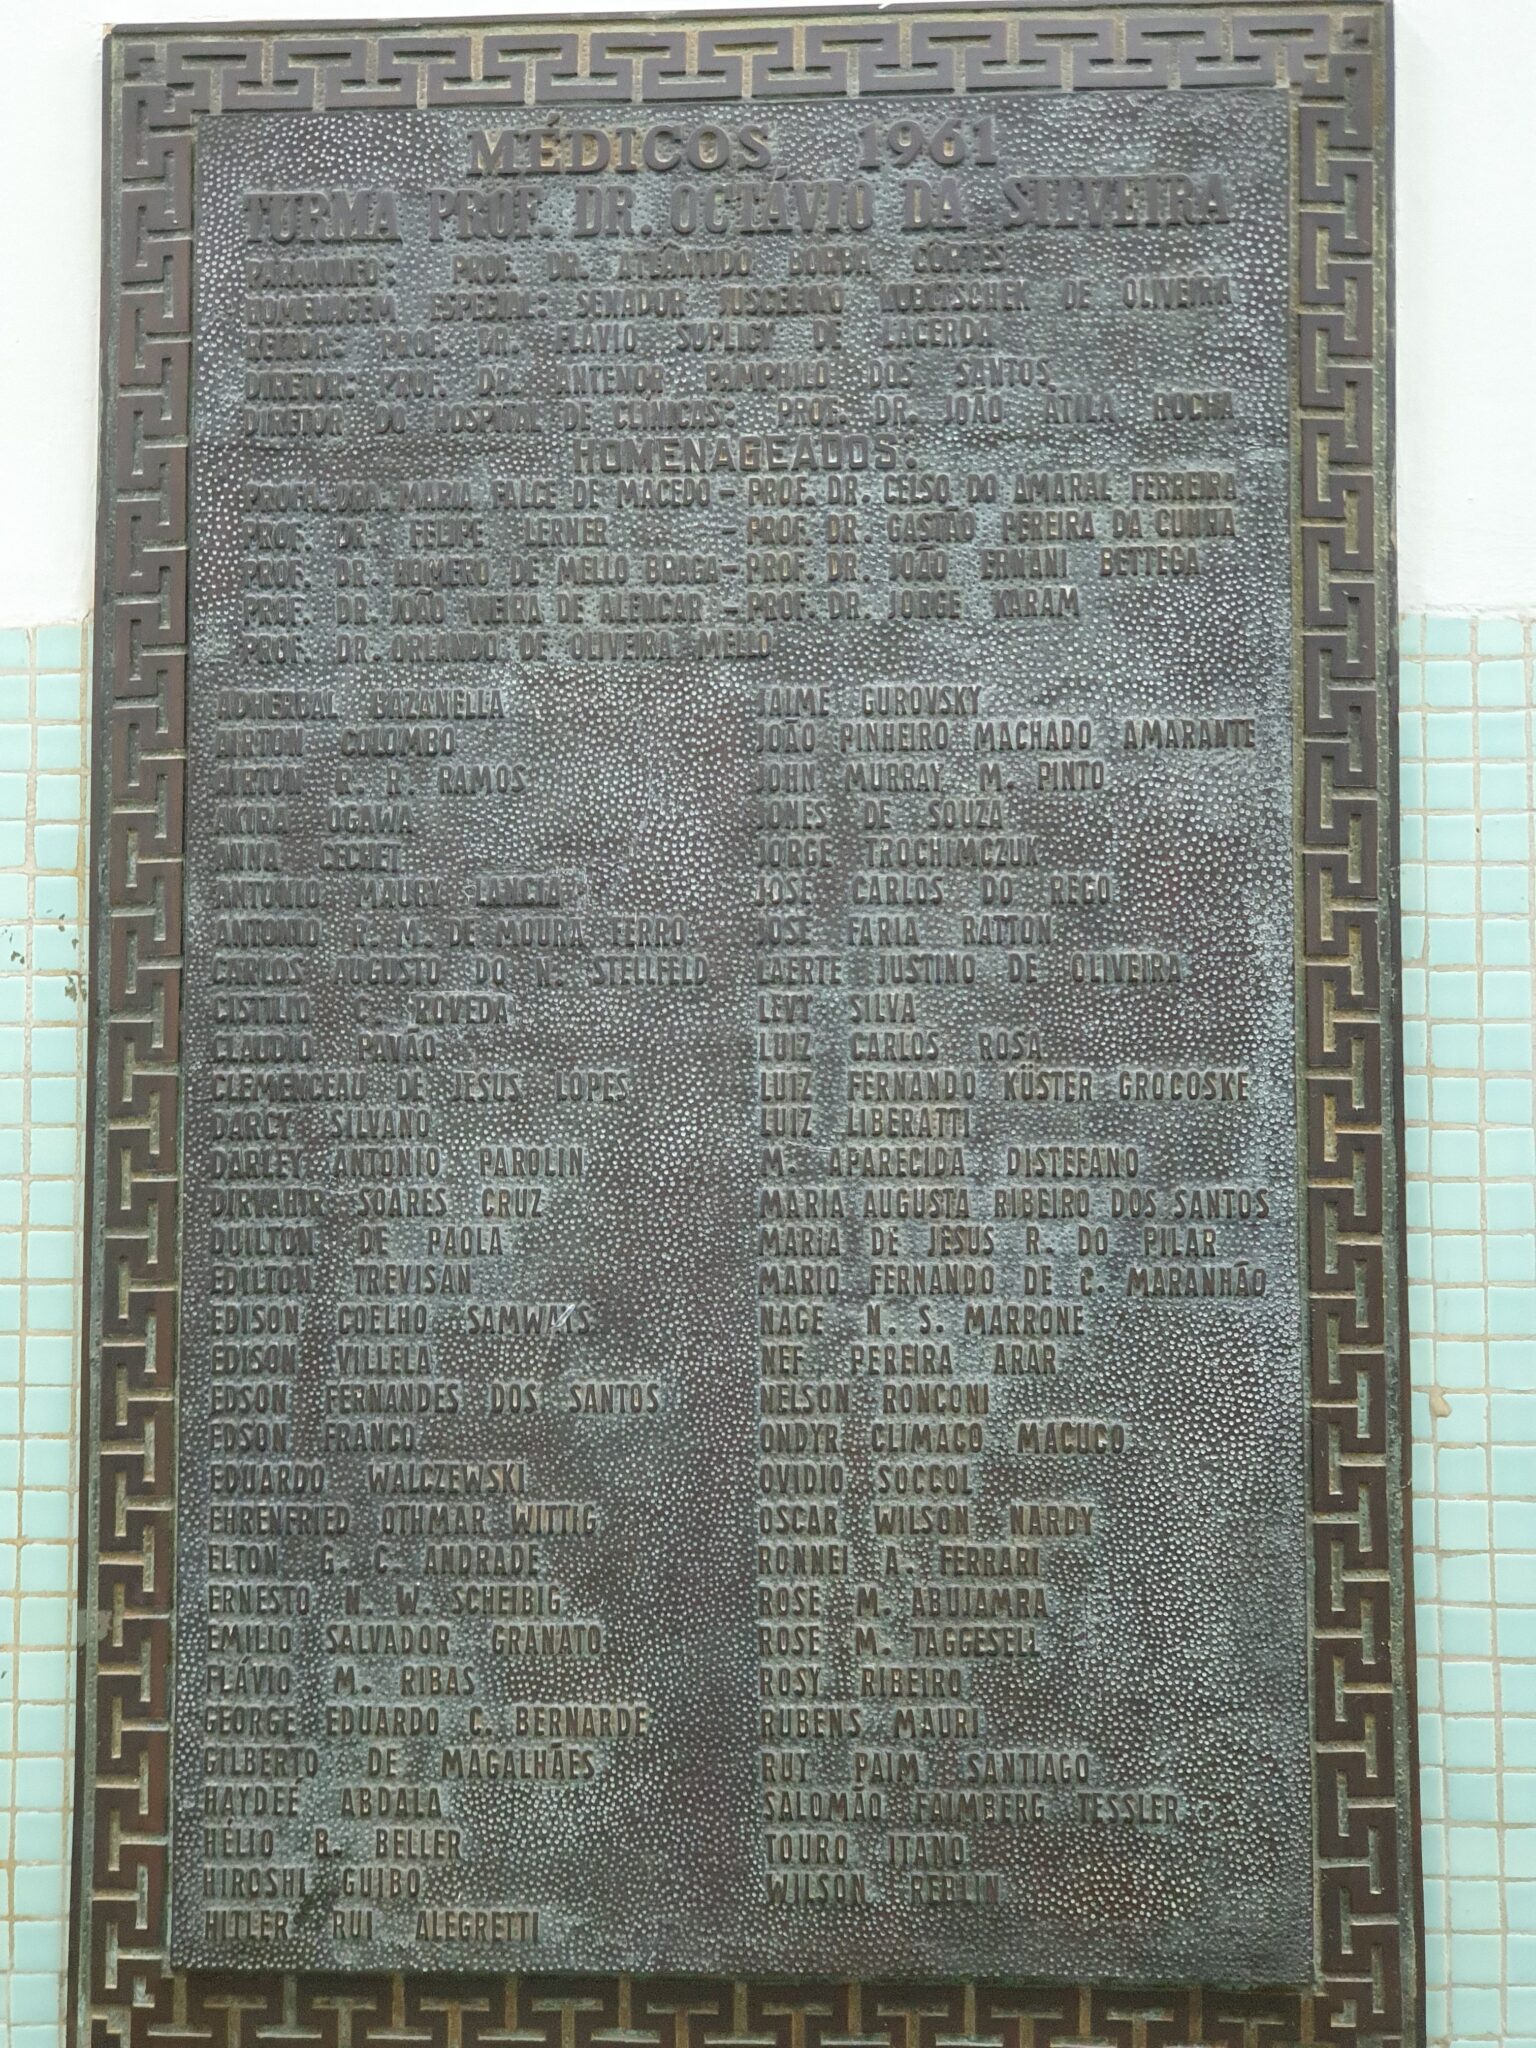 MÉDICOS 1961
TURMA PROF. DR. OCTÁVIO DA SILVEIRA
PARANINFO: PROF. DR. ATLÂNTIDO BORBA CÔRTES
HOMENAGEM ESPECIAL: SENADOR JUSCELINO KUBITSCHEK DE OLIVEIRA
REITOR: PROF. DR. FLÁVIO SUPLICY DE LACERDA
DIRETOR: PROF. DR. ANTENOR PAMPHILO DOS SANTOS
DIRETOR DO HOSPITAL DE CLÍNICAS: PROF. DR. JOÃO ÁTILA ROCHA
HOMENAGEADOS:
PROFA. DRA. MARIA FALCE DE MACEDO - PROF. DR. CELSO DO AMARAL FERREIRA
PROF. DR. FELIPE LERNER - PROF. DR. GASTÃO PEREIRA DA CUNHA
PROF. DR. HOMERO DE MELLO BRAGA - PROF. DR. JOÃO ERNANI BETTEGA
PROF. DR. JOÃO VIEIRA DE ALENCAR - PROF. DR. JORGE KARAM
PROF. DR. ORLANDO DE OLIVEIRA MELLO
ADHERBAL GAZANELLA
AIRTON COLOMBO
AIRTON R. R. RAMOS
AKIRA OGAWA
ANNA CECHET
ANTONIO MAURY LANCIA
ANTONIO R. M. DE MOURA FERRO
CARLOS AUGUSTO DO N. STELLFELD
CISTILIO C. ROVEDA
CLAUDIO PAVÃO
CLEMENCEAU DE JESUS LOPES
DARCY SILVANO
DARLEY ANTONIO PAROLIN
DIRVAHIR SOARES CRUZ
DUILTON DE PAOLA
EDILTON TREVISAN
EDISON COELHO SAMWAYS
EDISON VILLELA
EDSON FERNANDES DOS SANTOS
EDSON FRANCO
EDUARDO WALCZEWSKI
EHRENFRIED OTHMAR WITTIG
ELTON G. C. ANDRADE
ERNESTO N. W. SCHEIBIG
EMILIO SALVADOR GRANATO
FLÁVIO M. RIBAS
GEORGE EDUARDO C. BERNARDE
GILBERTO DE MAGALHÃES
HAYDEÉ ABDALA
HÉLIO B. BELLER
HIROSHI GUIBO
HITLER RUI ALEGRETTI
JAIME GUROVSKY
JOÃO PINHEIRO MACHADO AMARANTE
JOHN MURRAY M. PINTO
JONES DE SOUZA
JORGE TROCHIMCZUK
JOSÉ CARLOS DO REGO
JOSÉ FARIA RATTON
LAERTE JUSTINO DE OLIVEIRA
LEVY SILVA
LUIZ CARLOS ROSA
LUIZ FERNANDO KÜSTER GROCOSKE
LUIZ LIBERATTI
M. APARECIDA DISTEFANO
MARIA AUGUSTA RIBEIRO DOS SANTOS
MARIA DE JESUS R. DO PILAR
MARIO FERNANDO DE C. MARANHÃO
NAGE N. S. MARRONE
NEF PEREIRA ARAR
NELSON RONCONI
ONDYR CLIMACO MACUCO
OVIDIO SOCCOL
OSCAR WILSON NARDY
RONNEI A. FERRARI
ROSE M. ABUJAMRA
ROSE M. TAGGESELL
ROSY RIBEIRO
RUBENS MAURI
RUY PAIM SANTIAGO
SALOMÃO FAIMBERG TESSLER
TOURO ITANO
WILSON REBLIN